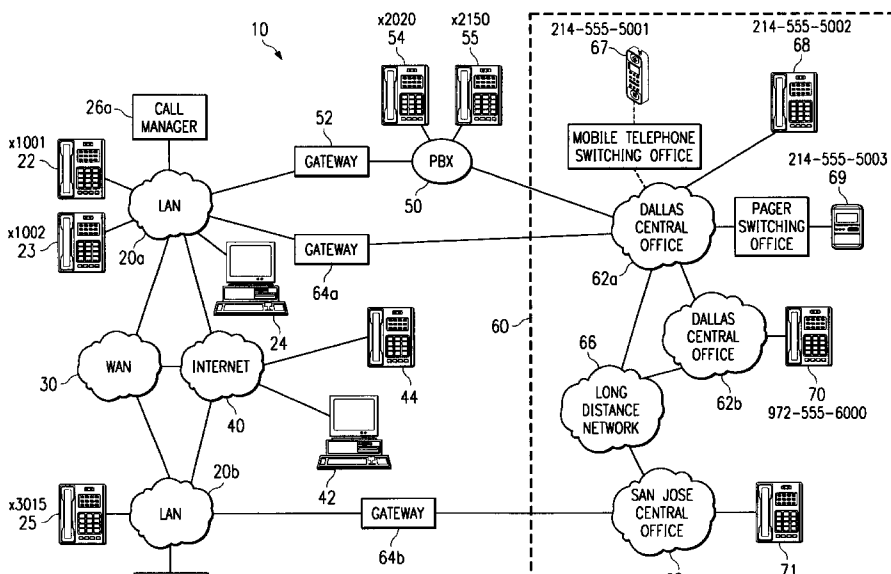 10
x2020
54
x2150
55
214-555-5001
67
214-555-5002
68
26a
CALL
MANAGER
52
GATEWAY
PBX
50
MOBILE TELEPHONE
SWITCHING OFFICE
x1001
22
LAN
20a
x1002
23
GATEWAY
64a
DALLAS
CENTRAL
OFFICE
62a
PAGER
SWITCHING
OFFICE
214-555-5003
69
24
60
WAN
30
INTERNET
40
44
42
66
LONG
DISTANCE
NETWORK
DALLAS
CENTRAL
OFFICE
62b
70
972-555-6000
20b
x3015
25
LAN
GATEWAY
64b
SAN JOSE
CENTRAL
OFFICE
71